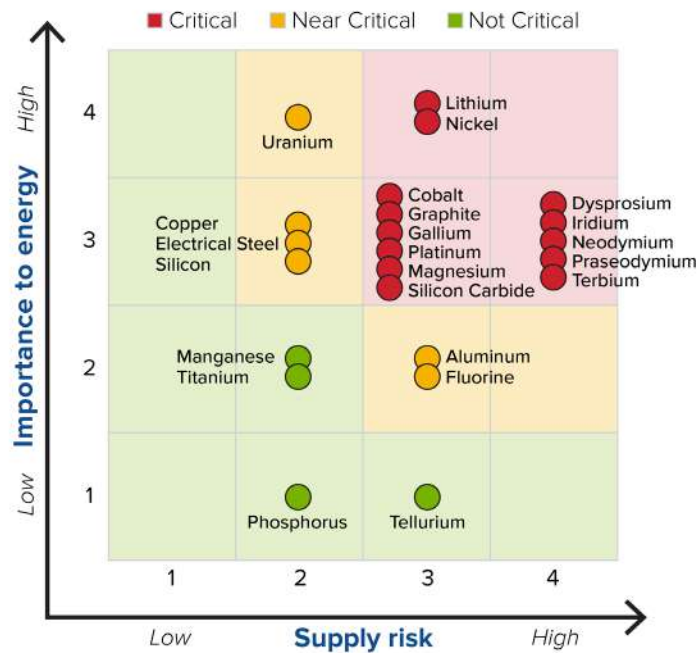 Critical
Near Critical
Not Critical
High
4
Lithium
Nickel
Uranium
Importance to energy
3
Copper
Electrical Steel
Silicon
Cobalt
Graphite
Gallium
Platinum
Magnesium
Silicon Carbide
Dysprosium
Iridium
Neodymium
Praseodymium
Terbium
2
Manganese
Titanium
Aluminum
Fluorine
Low
1
Phosphorus
Tellurium
1 2 3 4
Low Supply risk High